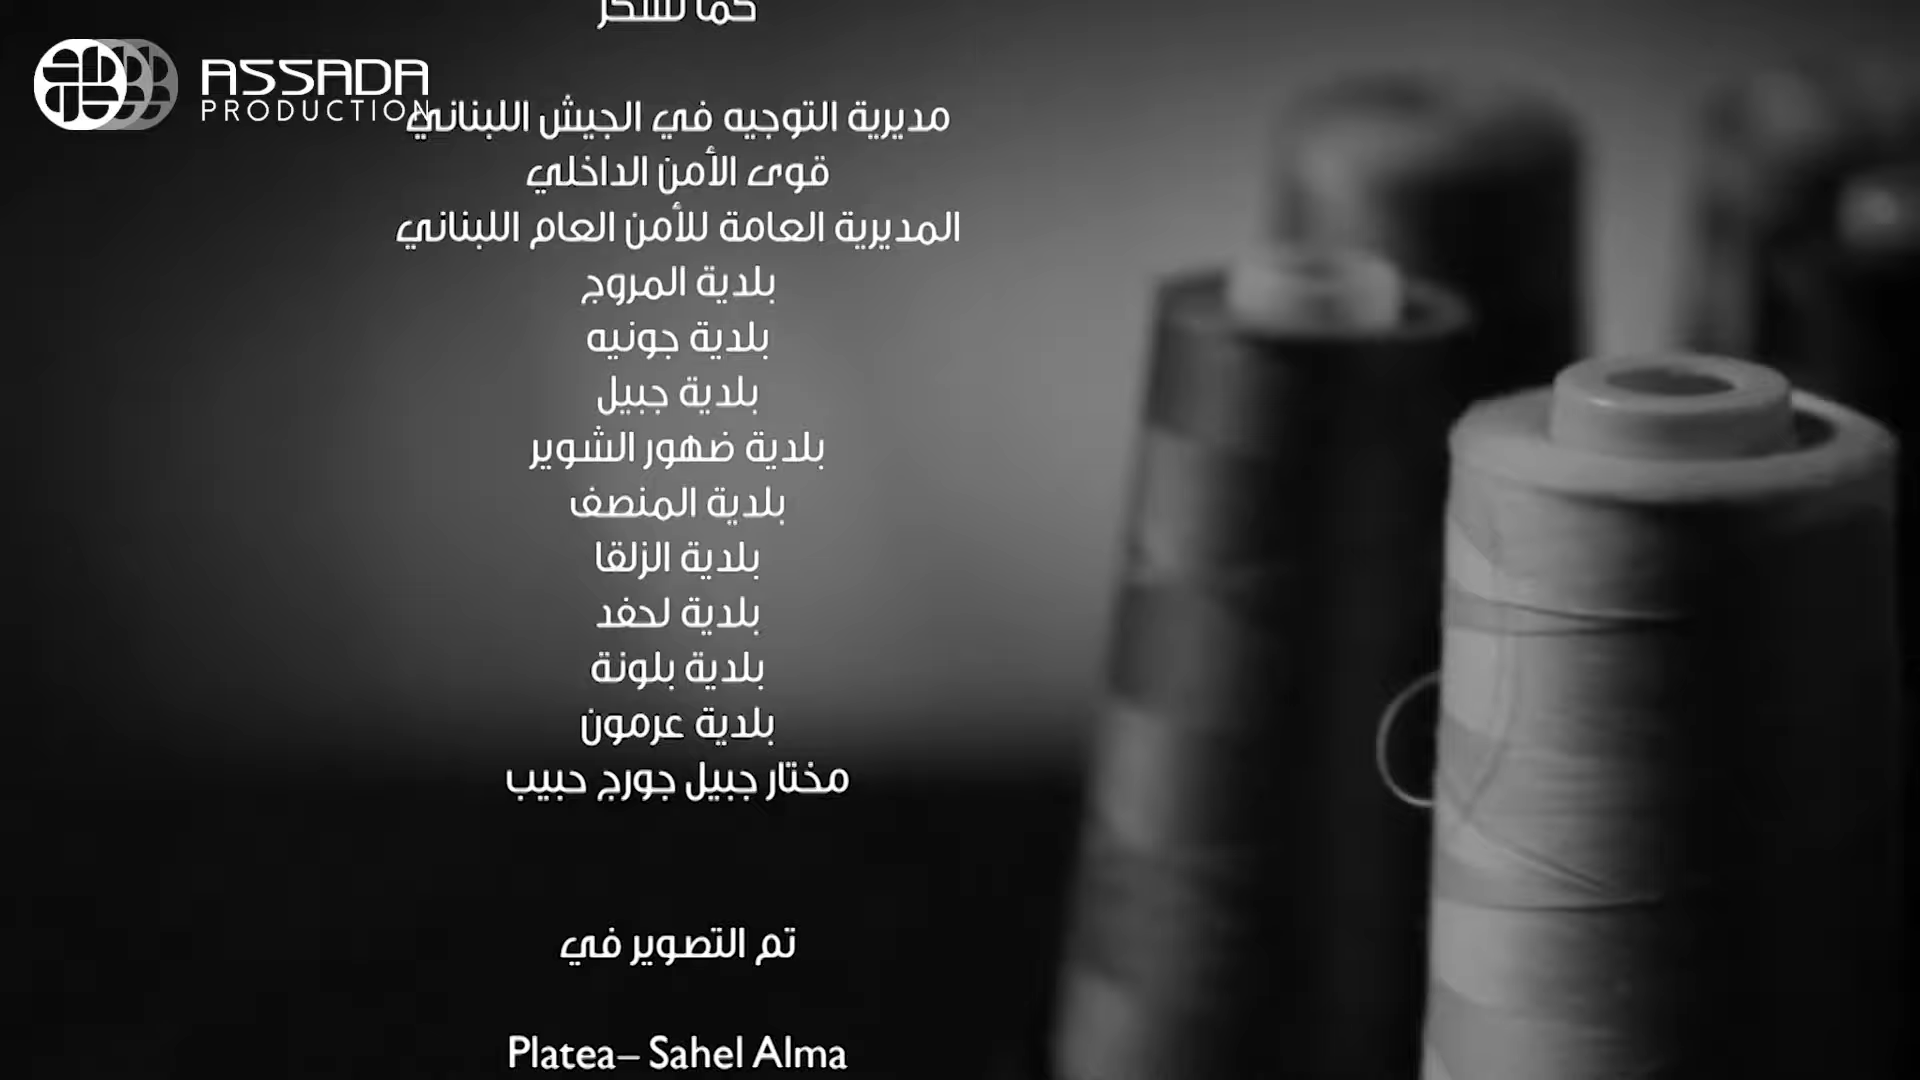 كما نشكر
ASSADA
PRODUCTION
مديرية التوجيه في الجيش اللبناني
قوى الأمن الداخلي
المديرية العامة للأمن العام اللبناني
بلدية المروج
بلدية جونيه
بلدية جبيل
بلدية ضهور الشوير
بلدية المنصف
بلدية الزلقا
بلدية لحفد
بلدية بلونة
بلدية عرمون
مختار جبيل جورج حبيب
تم التصوير في
Platea– Sahel Alma